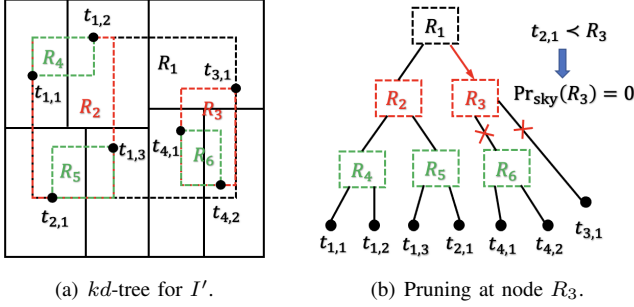 t1,2
R4
R1
t1,1
R2
t3,1
R3
t4,1
R6
t1,3
R5
t2,1
t4,2
(a) kd-tree for I′.
R1
t2,1 ≺ R3
Prsky(R3) = 0
R2
R3
R4
R5
R6
t1,1
t1,2
t1,3
t2,1
t4,1
t4,2
t3,1
(b) Pruning at node R3.